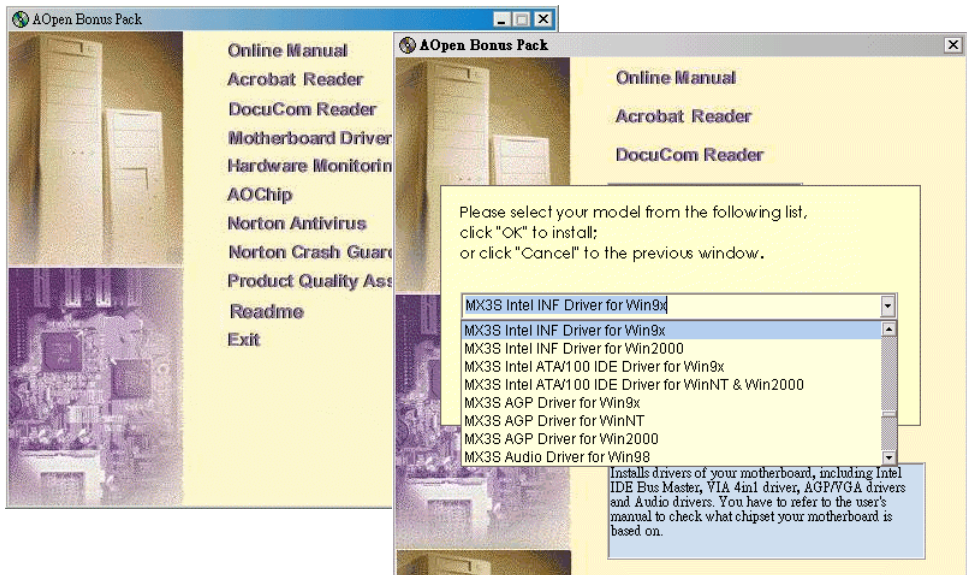 AOpen Bonus Pack
Online Manual
Acrobat Reader
DocuCom Reader
Motherboard Driver
Hardware Monitorin
AOChip
Norton Antivirus
Norton Crash Guar
Product Quality Ass
Readme
Exit
AOpen Bonus Pack
Online Manual
Acrobat Reader
DocuCom Reader
Please select your model from the following list,
click "OK" to install;
or click "Cancel" to the previous window.
MX3S Intel INF Driver for Win9x
MX3S Intel INF Driver for Win9x
MX3S Intel INF Driver for Win2000
MX3S Intel ATA/100 IDE Driver for Win9x
MX3S Intel ATA/100 IDE Driver for WinNT & Win2000
MX3S AGP Driver for Win9x
MX3S AGP Driver for WinNT
MX3S AGP Driver for Win2000
MX3S Audio Driver for Win98
Installs drivers of your motherboard, including Intel
IDE Bus Master, VIA 4in1 driver, AGP/VGA drivers
and Audio drivers. You have to refer to the user's
manual to check what chipset your motherboard is
based on.